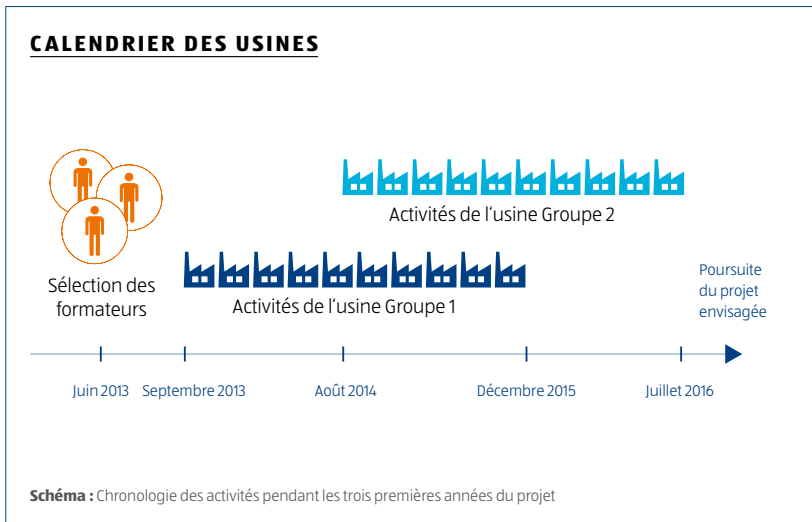 CALENDRIER DES USINES
Activités de l‘usine Groupe 2
Sélection des
formateurs
Activités de l‘usine Groupe 1
Poursuite
du projet
envisagée
Juin 2013
Septembre 2013
Août 2014
Décembre 2015
Juillet 2016
Schéma : Chronologie des activités pendant les trois premières années du projet